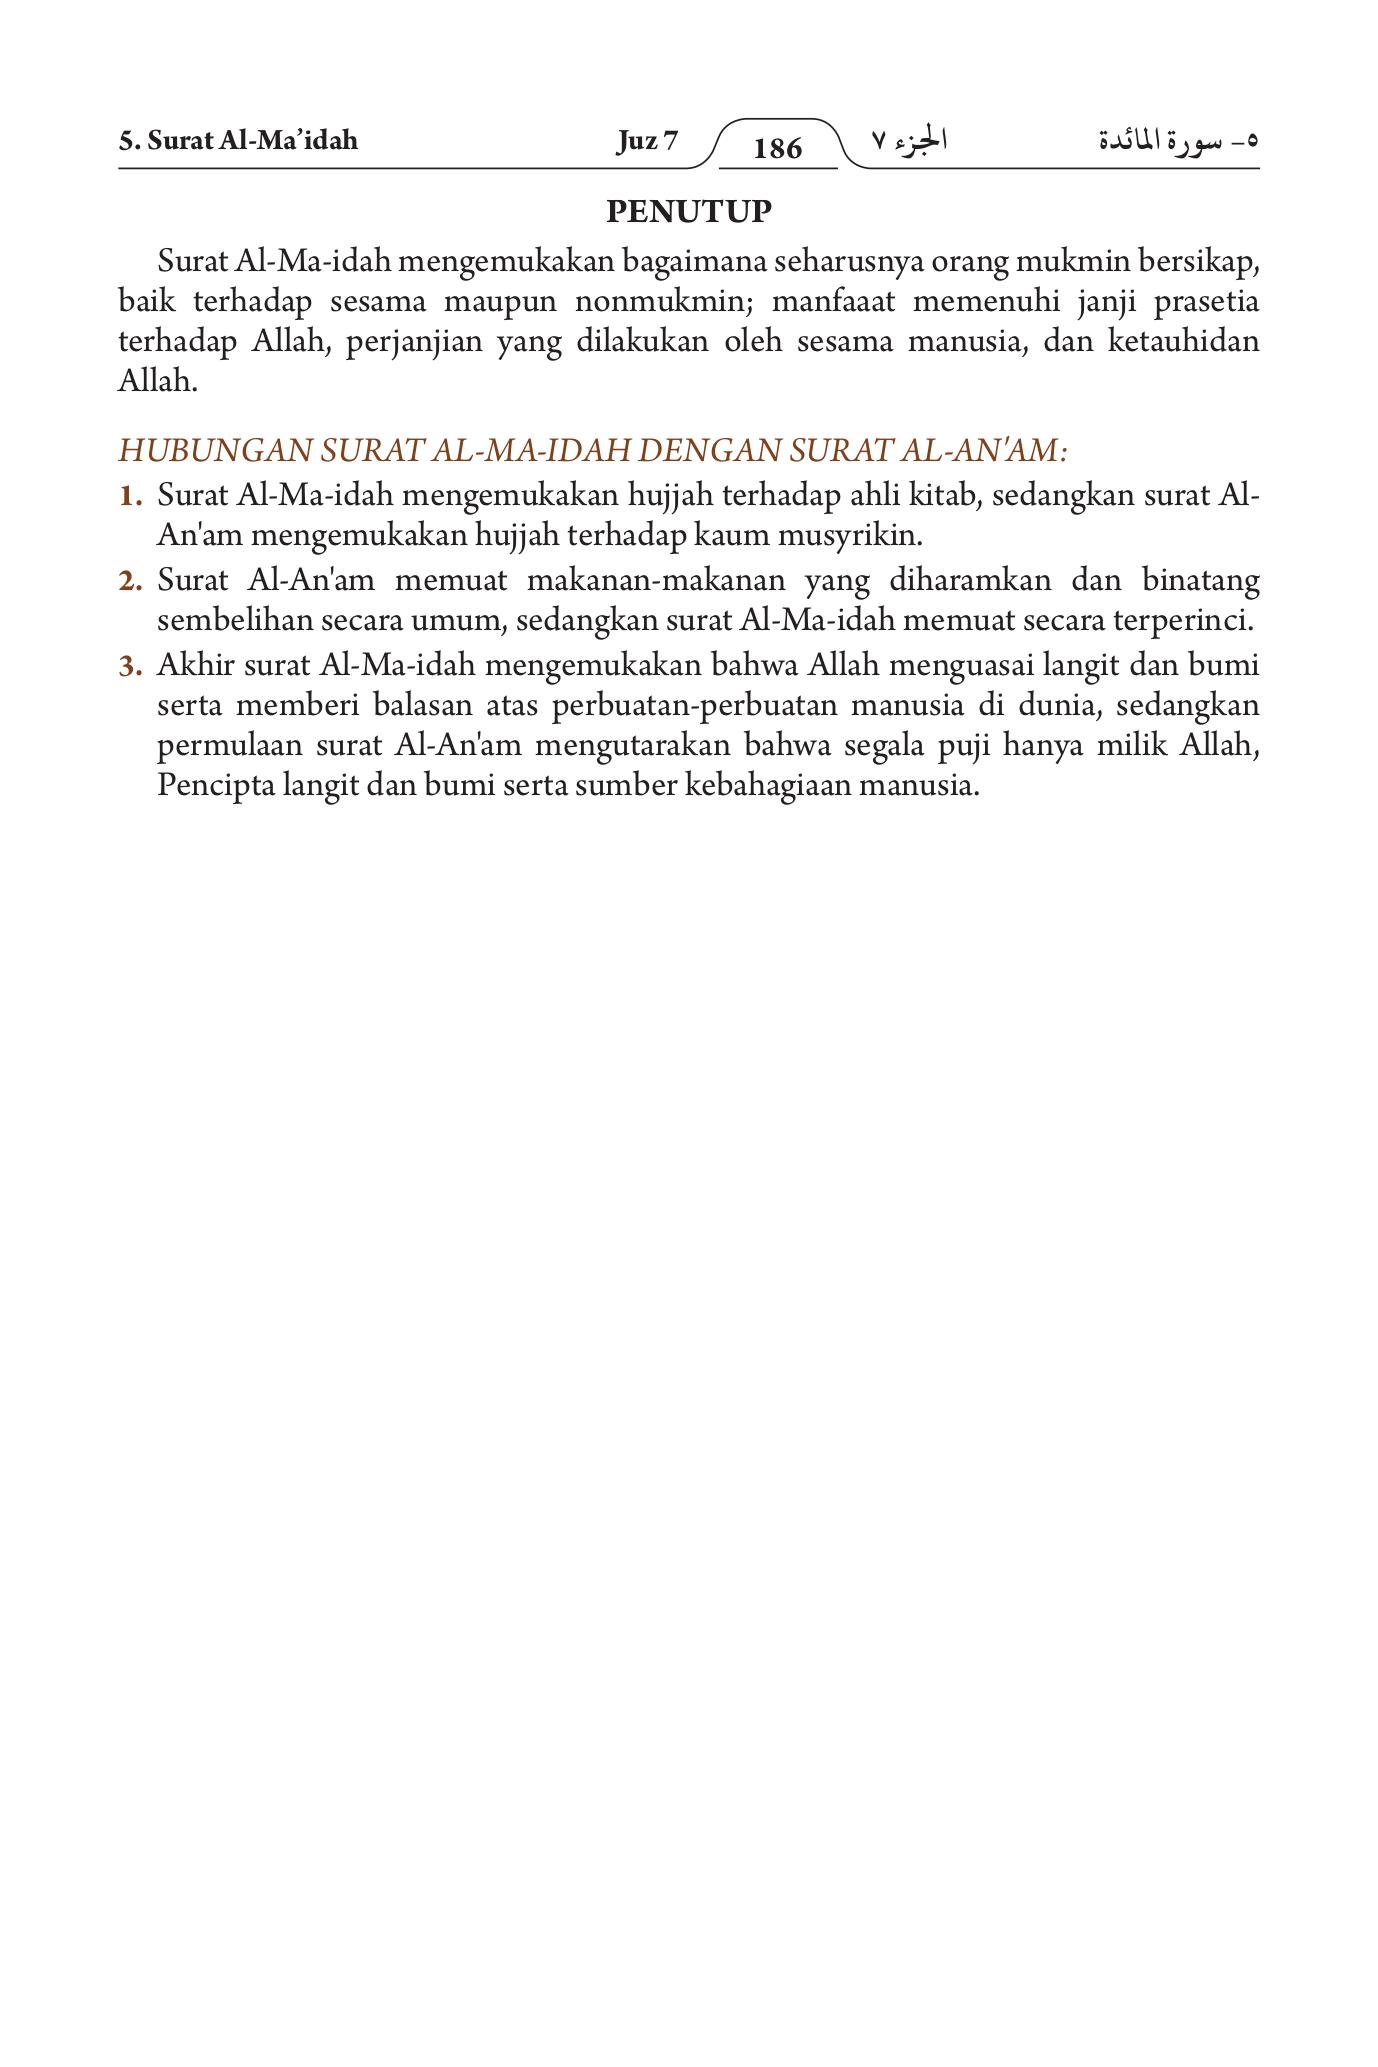 5. Surat Al-Ma’idah Juz 7 186 الجزء ٧ ٥- سورة المائدة
PENUTUP
Surat Al-Ma-idah mengemukakan bagaimana seharusnya orang mukmin bersikap,
baik terhadap sesama maupun nonmukmin; manfaaat memenuhi janji prasetia
terhadap Allah, perjanjian yang dilakukan oleh sesama manusia, dan ketauhidan
Allah.
HUBUNGAN SURAT AL-MA-IDAH DENGAN SURAT AL-AN'AM:
1. Surat Al-Ma-idah mengemukakan hujjah terhadap ahli kitab, sedangkan surat Al-
An'am mengemukakan hujjah terhadap kaum musyrikin.
2. Surat Al-An'am memuat makanan-makanan yang diharamkan dan binatang
sembelihan secara umum, sedangkan surat Al-Ma-idah memuat secara terperinci.
3. Akhir surat Al-Ma-idah mengemukakan bahwa Allah menguasai langit dan bumi
serta memberi balasan atas perbuatan-perbuatan manusia di dunia, sedangkan
permulaan surat Al-An'am mengutarakan bahwa segala puji hanya milik Allah,
Pencipta langit dan bumi serta sumber kebahagiaan manusia.